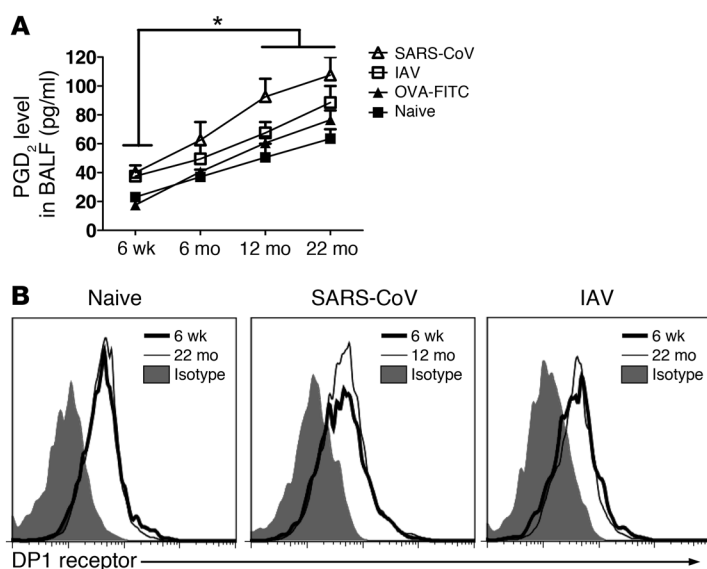 A
*
SARS-CoV
IAV
OVA-FITC
Naive
PGD2 level
in BALF (pg/ml)
120
100
80
60
40
20
0
6 wk 6 mo 12 mo 22 mo
B
Naive SARS-CoV IAV
6 wk
22 mo
Isotype
6 wk
12 mo
Isotype
6 wk
22 mo
Isotype
DP1 receptor